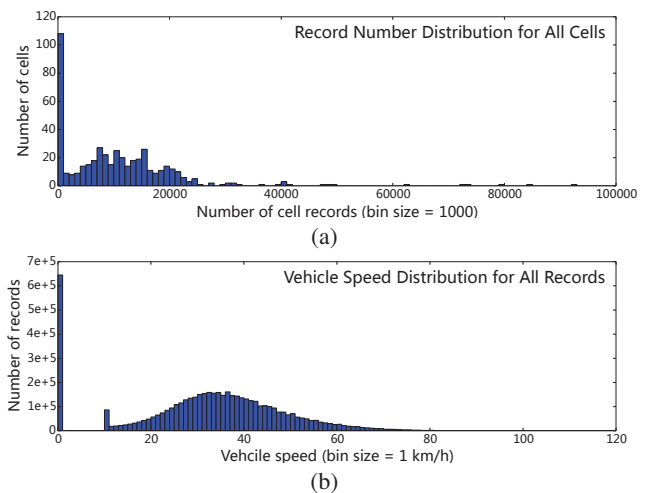 120
Record Number Distribution for All Cells
100
80
60
40
20
0
Number of cells
0 20000 40000 60000 80000 100000
Number of cell records (bin size = 1000)
(a)
7e+5
Vehicle Speed Distribution for All Records
6e+5
5e+5
4e+5
3e+5
2e+5
1e+5
0
Number of records
0 20 40 60 80 100 120
Vehcile speed (bin size = 1 km/h)
(b)